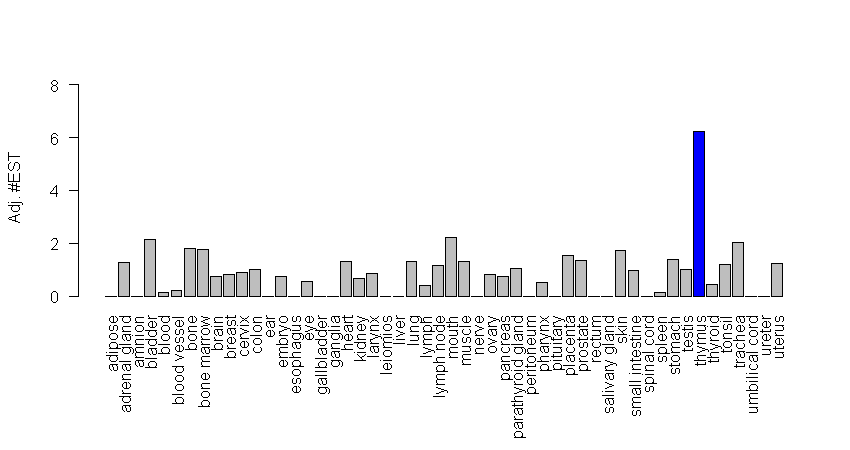 8
6
4
2
0
Adj. #EST
adipose
adrenal gland
amnion
bladder
blood
blood vessel
bone
bone marrow
brain
breast
cervix
colon
ear
embryo
esophagus
eye
gallbladder
ganglia
heart
kidney
larynx
leiomios
liver
lung
lymph
lymph node
mouth
muscle
nerve
ovary
pancreas
parathyroid gland
peritoneum
pharynx
pituitary
placenta
prostate
rectum
salivary gland
skin
small intestine
spinal cord
spleen
stomach
testis
thymus
thyroid
tonsil
trachea
umbilical cord
ureter
uterus